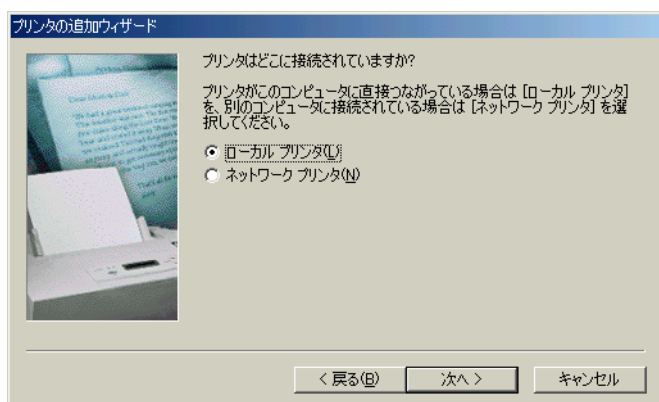 プリンタの追加ウィザード
プリンタはどこに接続されていますか?
プリンタがこのコンピュータに直接つながっている場合は [ローカル プリンタ]
を、別のコンピュータに接続されている場合は [ネットワーク プリンタ] を選
択してください。
ローカル プリンタ(L)
ネットワーク プリンタ(N)
< 戻る(B)
次へ >
キャンセル